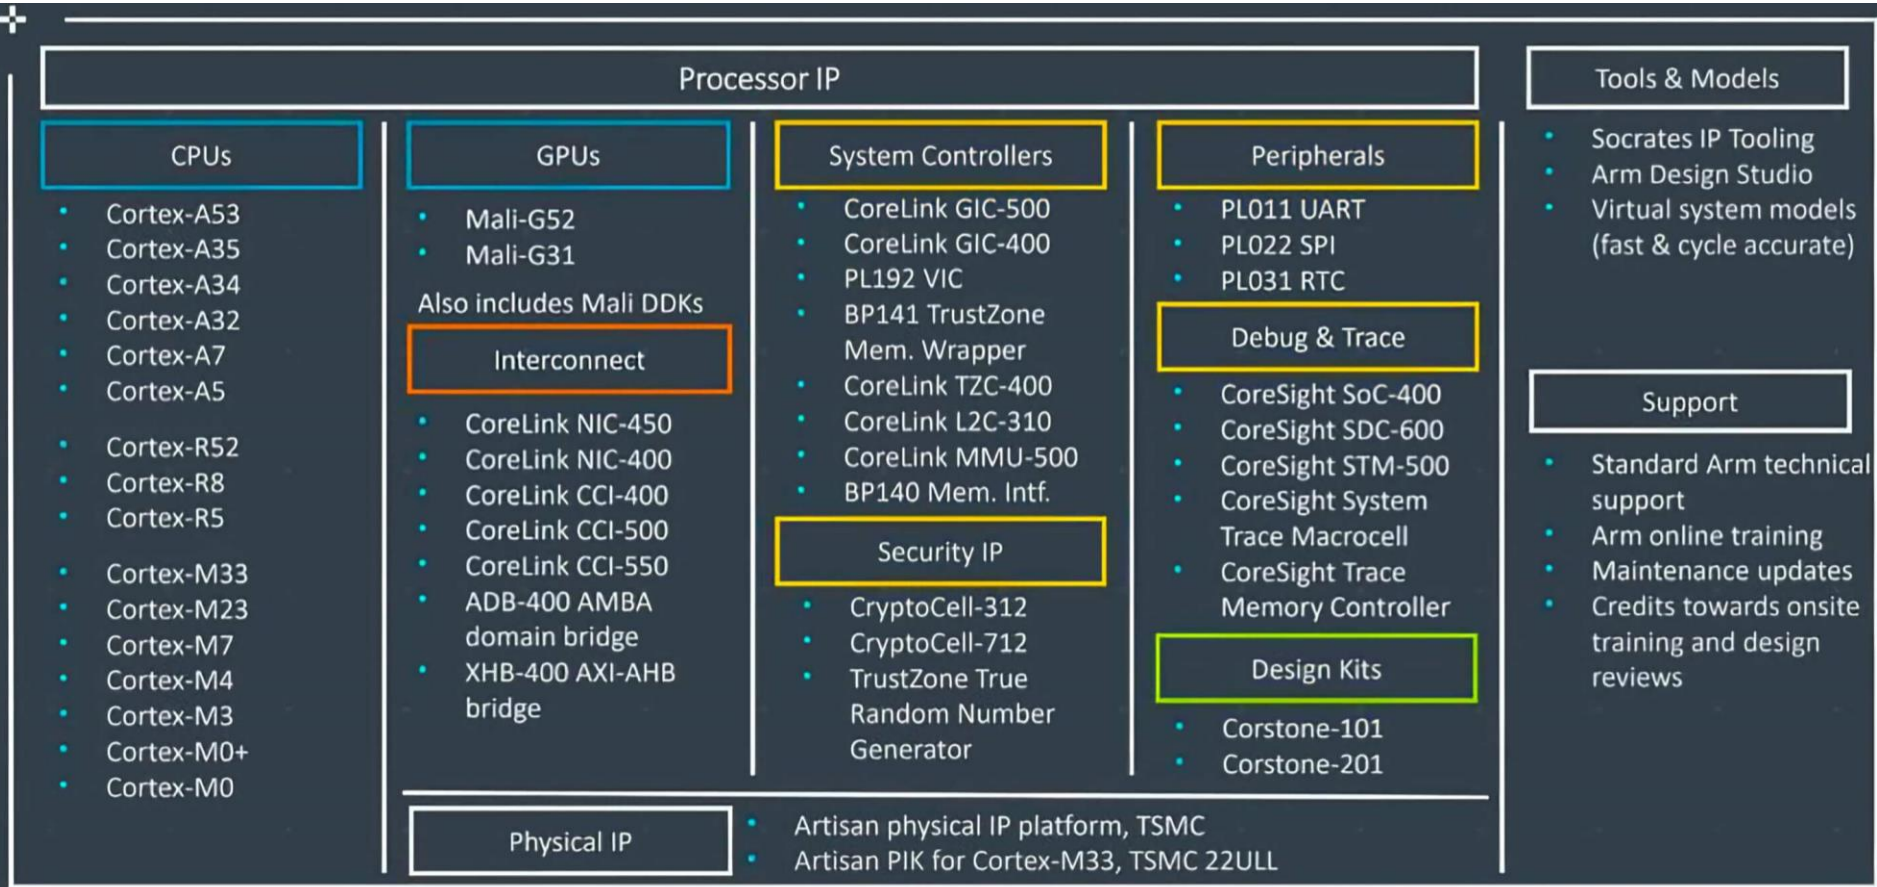 Processor IP
CPUs
Cortex-A53
Cortex-A35
Cortex-A34
Cortex-A32
Cortex-A7
Cortex-A5
Cortex-R52
Cortex-R8
Cortex-R5
Cortex-M33
Cortex-M23
Cortex-M7
Cortex-M4
Cortex-M3
Cortex-M0+
Cortex-M0
GPUs
Mali-G52
Mali-G31
Also includes Mali DDKs
Interconnect
CoreLink NIC-450
CoreLink NIC-400
CoreLink CCI-400
CoreLink CCI-500
CoreLink CCI-550
ADB-400 AMBA
domain bridge
XHB-400 AXI-AHB
bridge
System Controllers
CoreLink GIC-500
CoreLink GIC-400
PL192 VIC
BP141 TrustZone
Mem. Wrapper
CoreLink TZC-400
CoreLink L2C-310
CoreLink MMU-500
BP140 Mem. Intf.
Security IP
CryptoCell-312
CryptoCell-712
TrustZone True
Random Number
Generator
Peripherals
PL011 UART
PL022 SPI
PL031 RTC
Debug & Trace
CoreSight SoC-400
CoreSight SDC-600
CoreSight STM-500
CoreSight System
Trace Macrocell
CoreSight Trace
Memory Controller
Design Kits
Corstone-101
Corstone-201
Physical IP
Artisan physical IP platform, TSMC
Artisan PIK for Cortex-M33, TSMC 22ULL
Tools & Models
Socrates IP Tooling
Arm Design Studio
Virtual system models
(fast & cycle accurate)
Support
Standard Arm technical
support
Arm online training
Maintenance updates
Credits towards onsite
training and design
reviews